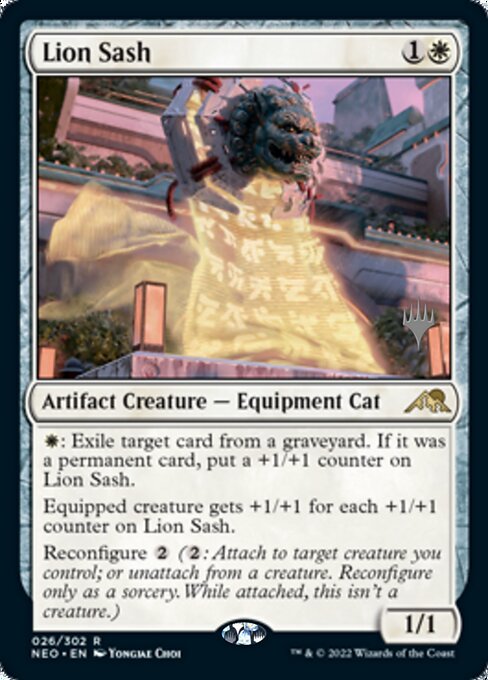 Lion Sash 1
Artifact Creature — Equipment Cat
: Exile target card from a graveyard. If it was
a permanent card, put a +1/+1 counter on
Lion Sash.
Equipped creature gets +1/+1 for each +1/+1
counter on Lion Sash.
Reconfigure 2 (2: Attach to target creature you
control; or unattach from a creature. Reconfigure
only as a sorcery. While attached, this isn't a
creature.)
1/1
026/302 R
NEO • EN Yongjae Choi
™ & © 2022 Wizards of the Coast